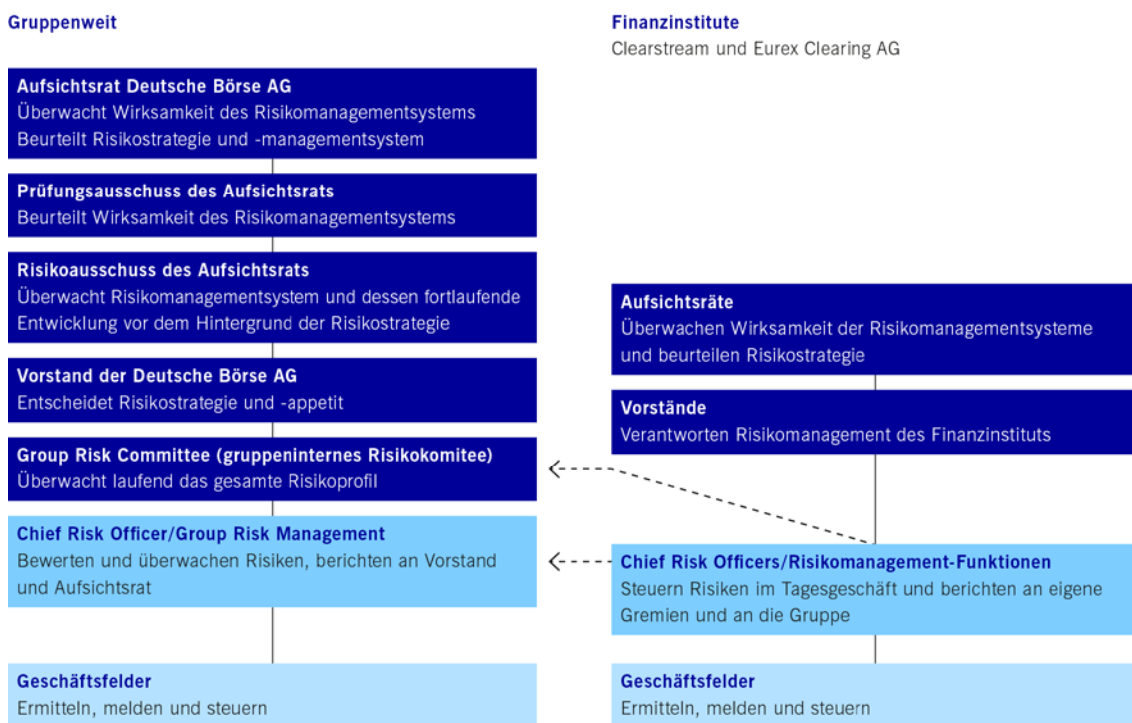 Gruppenweit
Aufsichtsrat Deutsche Börse AG
Überwacht Wirksamkeit des Risikomanagementsystems
Beurteilt Risikostrategie und -managementsystem
Prüfungsausschuss des Aufsichtsrats
Beurteilt Wirksamkeit des Risikomanagementsystems
Risikoausschuss des Aufsichtsrats
Überwacht Risikomanagementsystem und dessen fortlaufende
Entwicklung vor dem Hintergrund der Risikostrategie
Vorstand der Deutsche Börse AG
Entscheidet Risikostrategie und -appetit
Group Risk Committee (gruppeninternes Risikokomitee)
Überwacht laufend das gesamte Risikoprofil
Chief Risk Officer/Group Risk Management
Bewerten und überwachen Risiken, berichten an Vorstand
und Aufsichtsrat
Geschäftsfelder
Ermitteln, melden und steuern
Finanzinstitute
Clearstream und Eurex Clearing AG
Aufsichtsräte
Überwachen Wirksamkeit der Risikomanagementsysteme
und beurteilen Risikostrategie
Vorstände
Verantworten Risikomanagement des Finanzinstituts
Chief Risk Officers/Risikomanagement-Funktionen
Steuern Risiken im Tagesgeschäft und berichten an eigene
Gremien und an die Gruppe
Geschäftsfelder
Ermitteln, melden und steuern